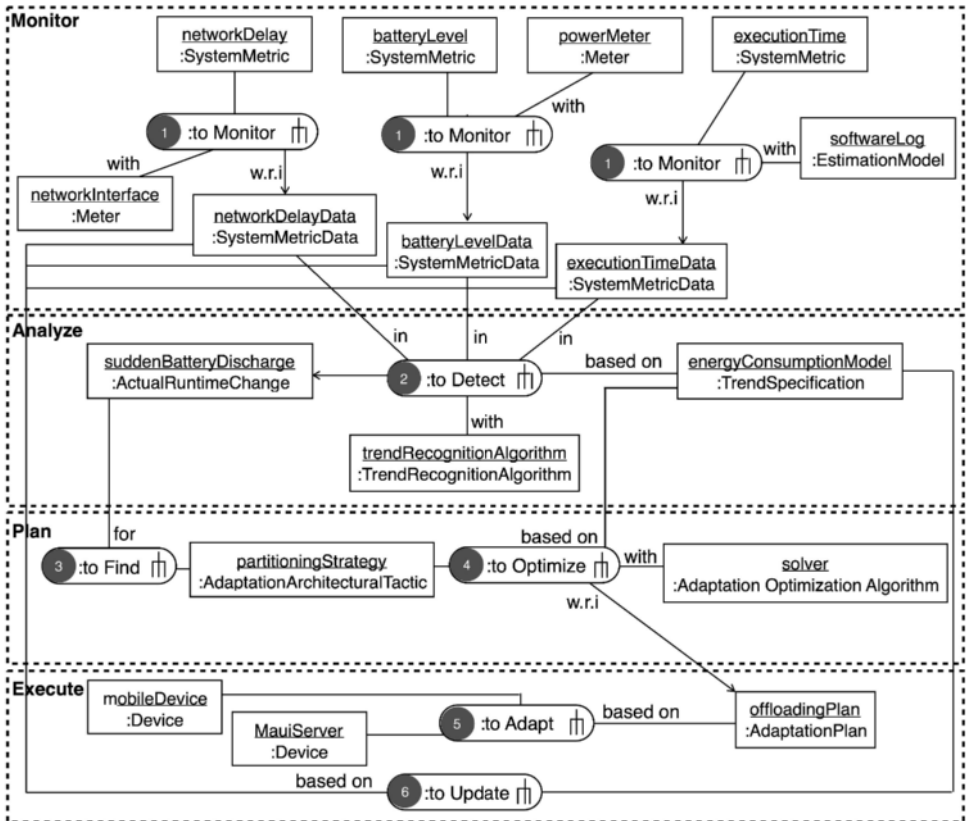 Monitor
networkDelay
:SystemMetric
batteryLevel
:SystemMetric
powerMeter
:Meter
executionTime
:SystemMetric
1 :to Monitor
with
1 :to Monitor
with
1 :to Monitor
with
softwareLog
:EstimationModel
networkInterface
:Meter
w.r.i
w.r.i
w.r.i
networkDelayData
:SystemMetricData
batteryLevelData
:SystemMetricData
executionTimeData
:SystemMetricData
Analyze
in
in
in
suddenBatteryDischarge
:ActualRuntimeChange
2 :to Detect
based on
energyConsumptionModel
:TrendSpecification
with
trendRecognitionAlgorithm
:TrendRecognitionAlgorithm
Plan
for
3 :to Find
partitioningStrategy
:AdaptationArchitecturalTactic
based on
4 :to Optimize
with
solver
:Adaptation Optimization Algorithm
w.r.i
Execute
mobileDevice
:Device
MauiServer
:Device
5 :to Adapt
based on
offloadingPlan
:AdaptationPlan
based on
6 :to Update